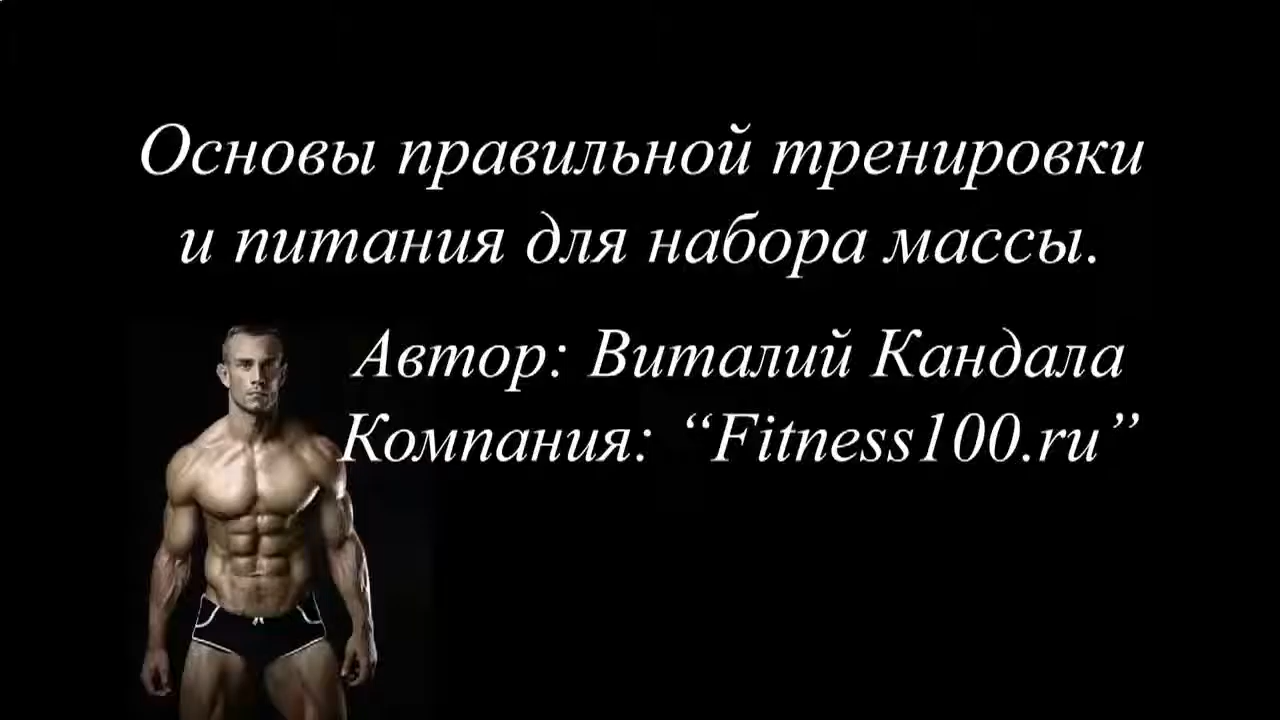 Основы правильной тренировки
и питания для набора массы.
Автор: Виталий Кандала
Компания: “Fitness100.ru”